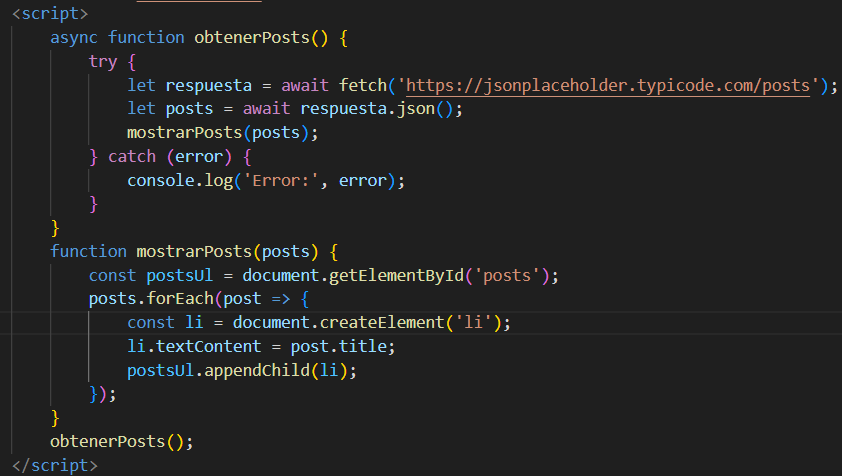 <script>
async function obtenerPosts() {
try {
let respuesta = await fetch('https://jsonplaceholder.typicode.com/posts');
let posts = await respuesta.json();
mostrarPosts(posts);
} catch (error) {
console.log('Error:', error);
}
}
function mostrarPosts(posts) {
const postsUl = document.getElementById('posts');
posts.forEach(post => {
const li = document.createElement('li');
li.textContent = post.title;
postsUl.appendChild(li);
});
}
obtenerPosts();
</script>